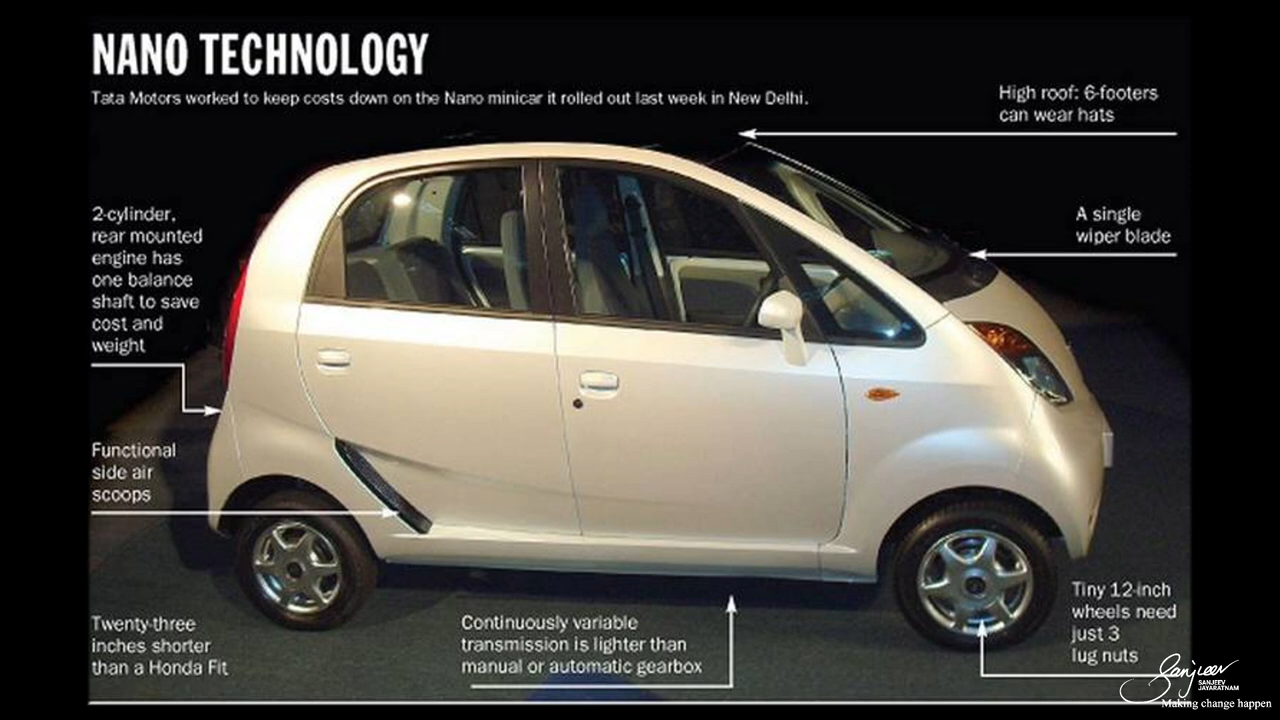 NANO TECHNOLOGY
Tata Motors worked to keep costs down on the Nano minicar it rolled out last week in New Delhi.
High roof: 6-footers
can wear hats
2-cylinder,
rear mounted
engine has
one balance
shaft to save
cost and
weight
A single
wiper blade
Functional
side air
scoops
Twenty-three
inches shorter
than a Honda Fit
Continuously variable
transmission is lighter than
manual or automatic gearbox
Tiny 12-inch
wheels need
just 3
lug nuts
Sanjeev
SANJEEV
JAYARATNAM
Making change happen